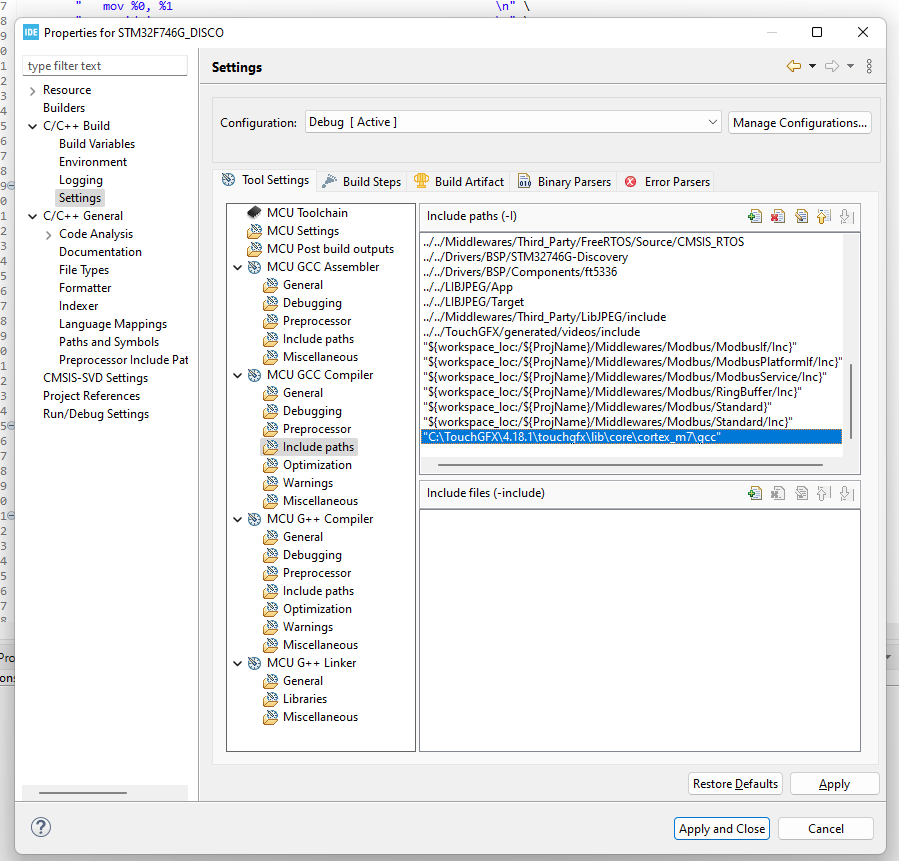 " mov %0, %1 \n" \
IDE Properties for STM32F746G_DISCO
type filter text
Resource
Builders
C/C++ Build
Build Variables
Environment
Logging
Settings
C/C++ General
Code Analysis
Documentation
File Types
Formatter
Indexer
Language Mappings
Paths and Symbols
Preprocessor Include Pat
CMSIS-SVD Settings
Project References
Run/Debug Settings
Settings
Configuration: Debug [ Active ] Manage Configurations...
Tool Settings Build Steps Build Artifact Binary Parsers Error Parsers
MCU Toolchain
MCU Settings
MCU Post build outputs
MCU GCC Assembler
General
Debugging
Preprocessor
Include paths
Miscellaneous
MCU GCC Compiler
General
Debugging
Preprocessor
Include paths
Optimization
Warnings
Miscellaneous
MCU G++ Compiler
General
Debugging
Preprocessor
Include paths
Optimization
Warnings
Miscellaneous
MCU G++ Linker
General
Libraries
Miscellaneous
Include paths (-I)
../../Middlewares/Third_Party/FreeRTOS/Source/CMSIS_RTOS
../../Drivers/BSP/STM32746G-Discovery
../../Drivers/BSP/Components/ft5336
../../LIBJPEG/App
../../LIBJPEG/Target
../../Middlewares/Third_Party/LibJPEG/include
../../TouchGFX/generated/videos/include
"${workspace_loc:/${ProjName}/Middlewares/Modbus/ModbusIf/Inc}"
"${workspace_loc:/${ProjName}/Middlewares/Modbus/ModbusPlatformIf/Inc}"
"${workspace_loc:/${ProjName}/Middlewares/Modbus/ModbusService/Inc}"
"${workspace_loc:/${ProjName}/Middlewares/Modbus/RingBuffer/Inc}"
"${workspace_loc:/${ProjName}/Middlewares/Modbus/Standard}"
"${workspace_loc:/${ProjName}/Middlewares/Modbus/Standard/Inc}"
"C:\TouchGFX\4.18.1\touchgfx\lib\core\cortex_m7\gcc"
Include files (-include)
Restore Defaults Apply
Apply and Close Cancel